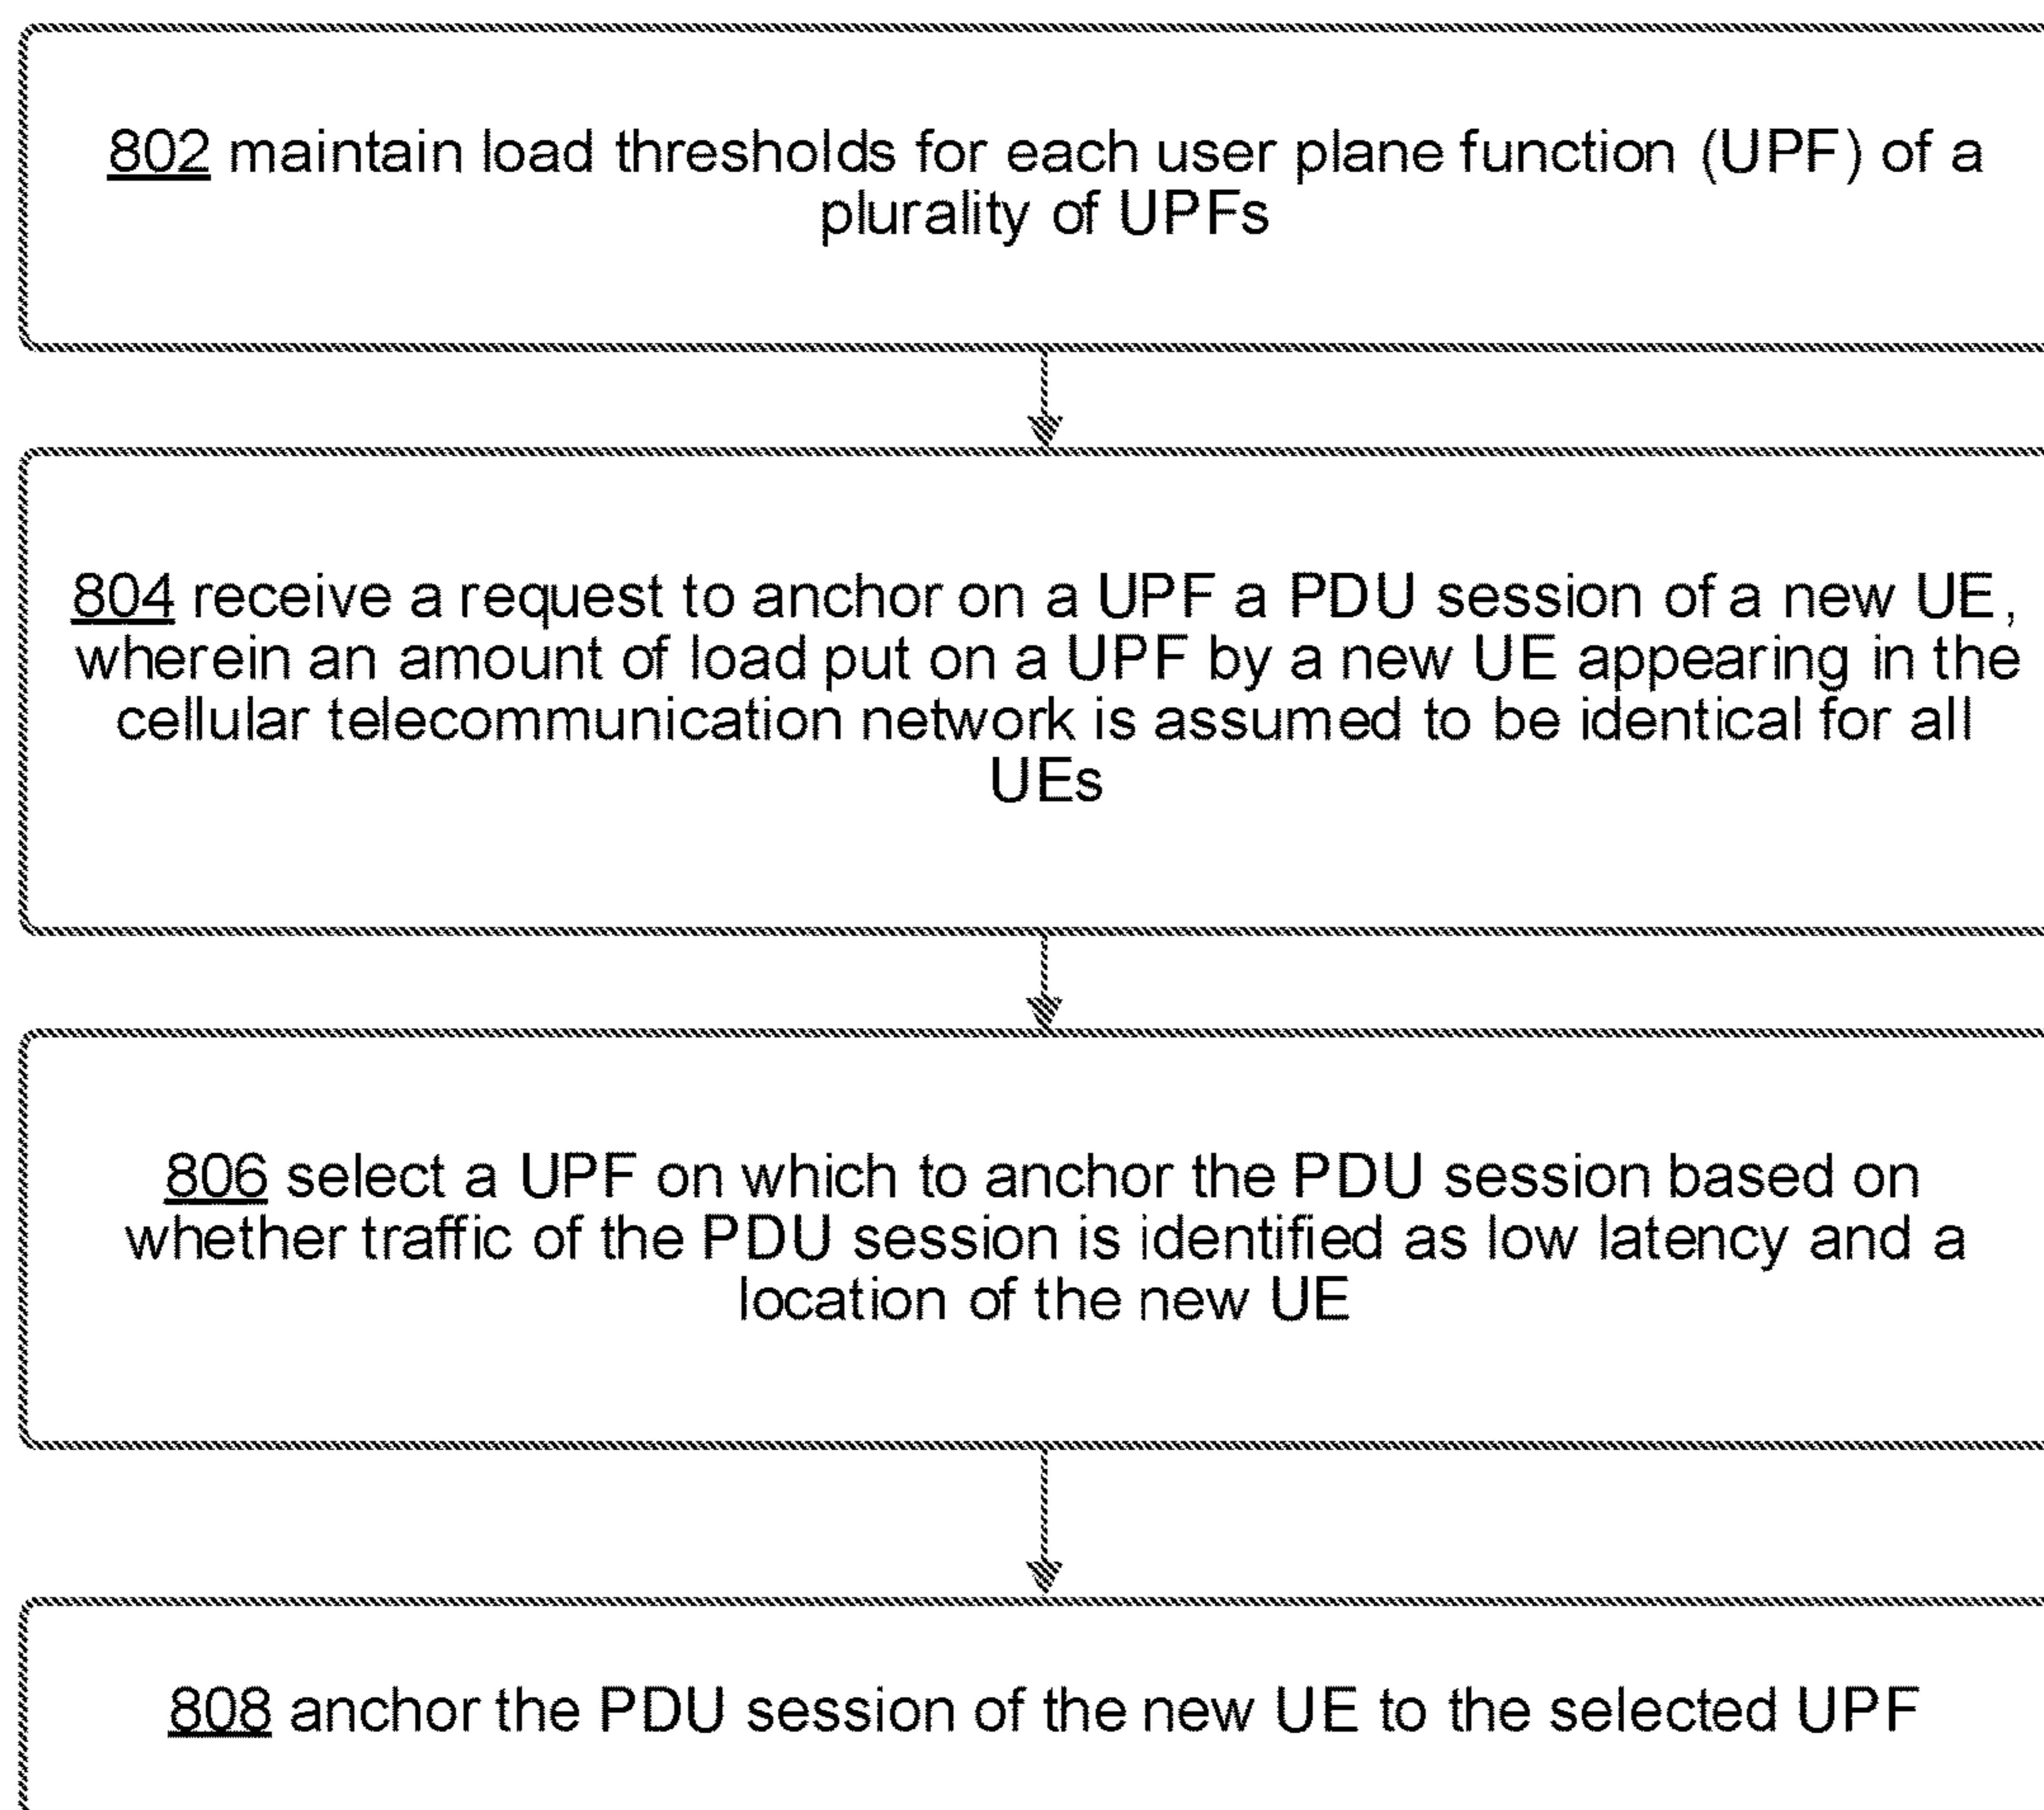 802 maintain load thresholds for each user plane function (UPF) of a
plurality of UPFs
804 receive a request to anchor on a UPF a PDU session of a new UE,
wherein an amount of load put on a UPF by a new UE appearing in the
cellular telecommunication network is assumed to be identical for all
UEs
806 select a UPF on which to anchor the PDU session based on
whether traffic of the PDU session is identified as low latency and a
location of the new UE
808 anchor the PDU session of the new UE to the selected UPF